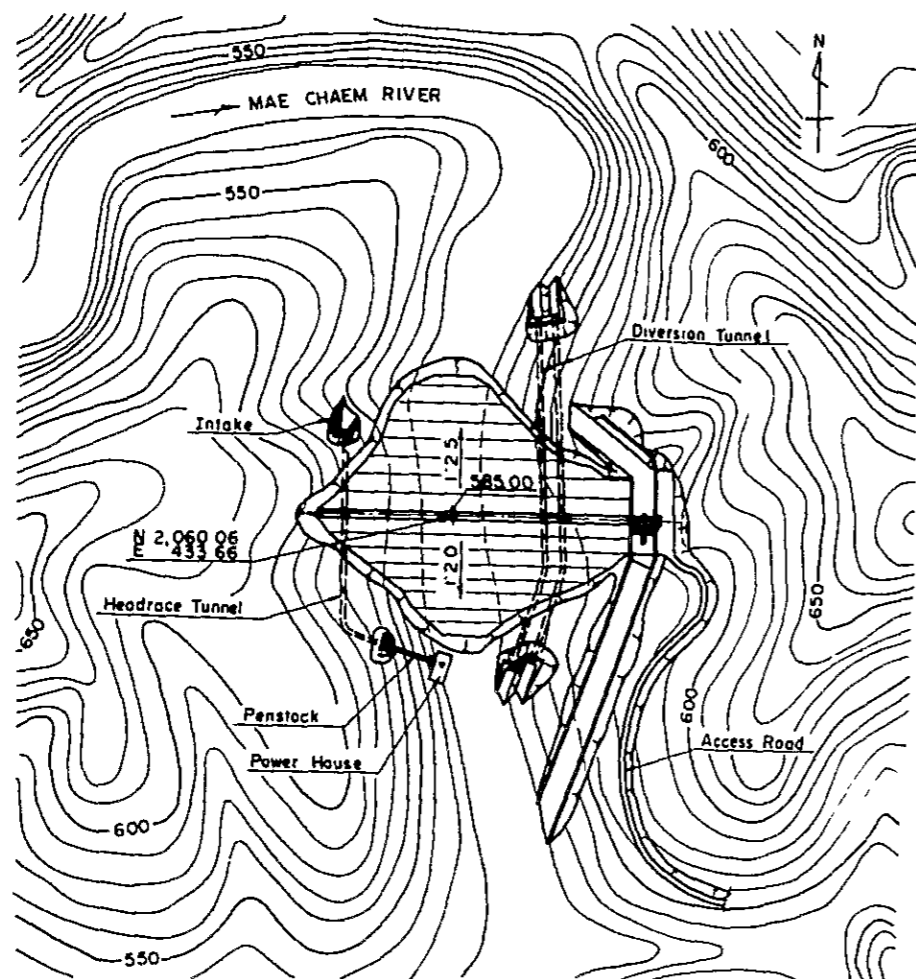 550
N
MAE CHAEM RIVER
600
550
Diversion Tunnel
Intake
1:2.5
585.00
N 2,060.06
E 433.66
1:2.0
Headrace Tunnel
650
650
600
Penstock
Access Road
Power House
600
550